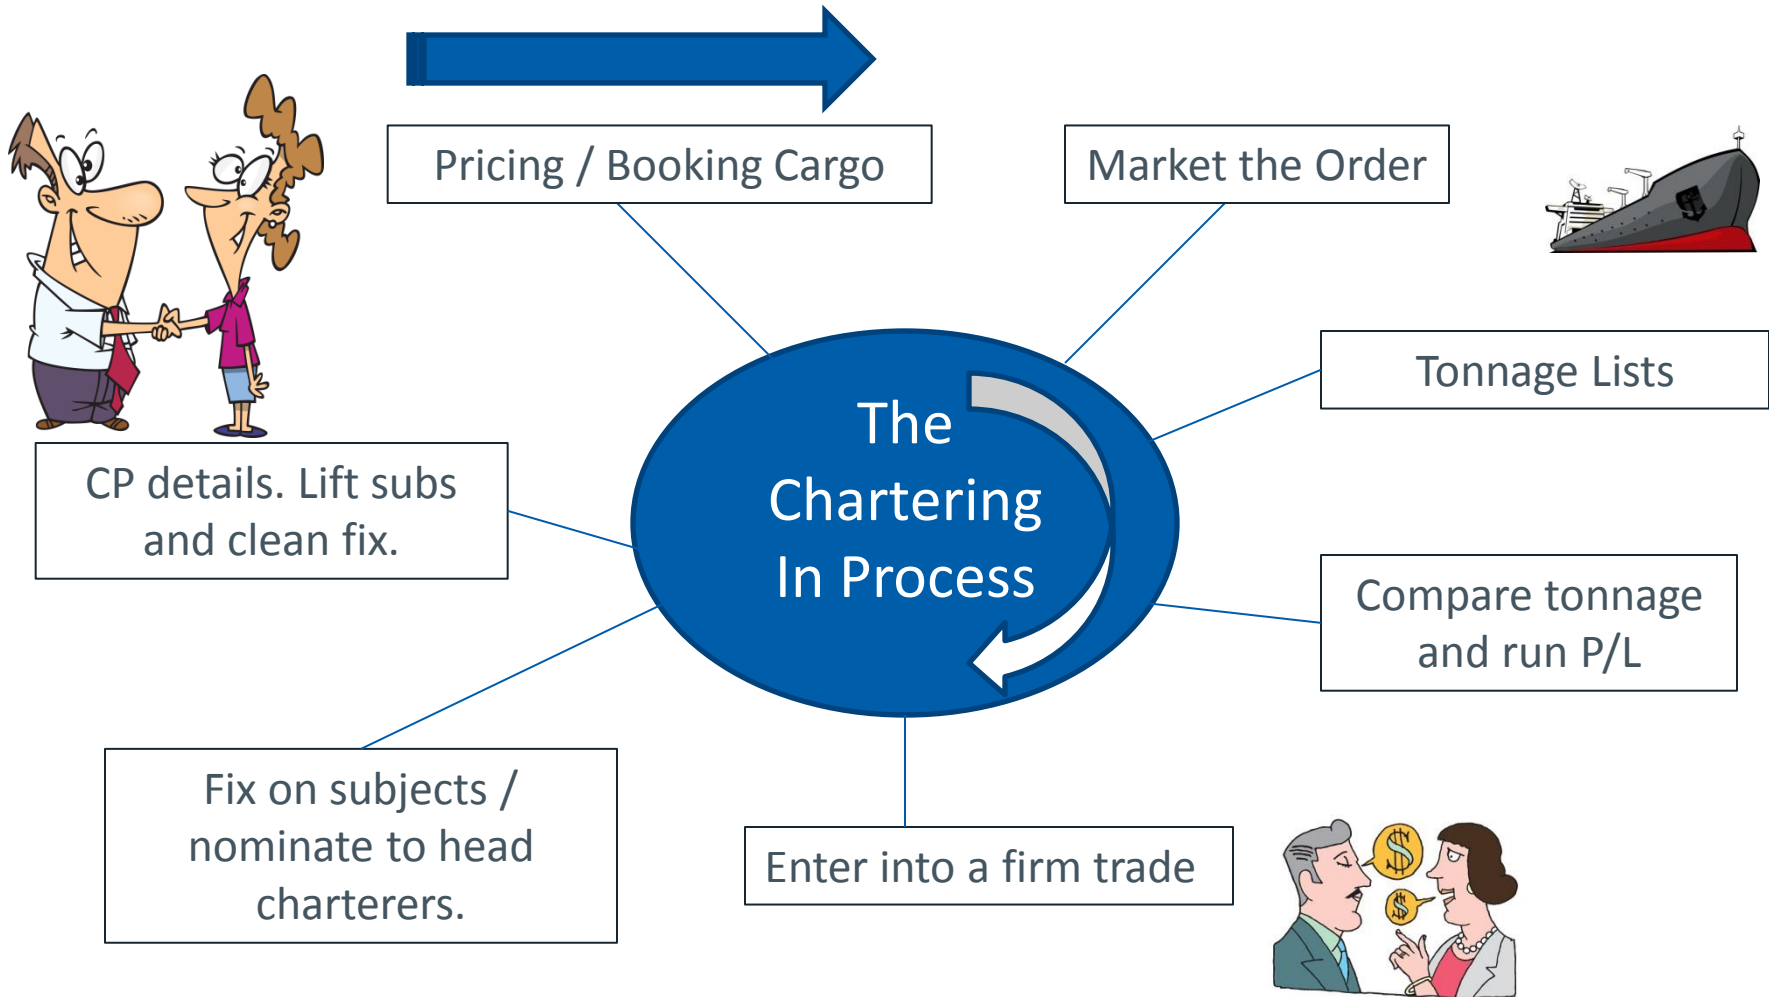 Pricing / Booking Cargo
Market the Order
Tonnage Lists
Compare tonnage
and run P/L
Enter into a firm trade
Fix on subjects /
nominate to head
charterers.
CP details. Lift subs
and clean fix.
The
Chartering
In Process
$
$